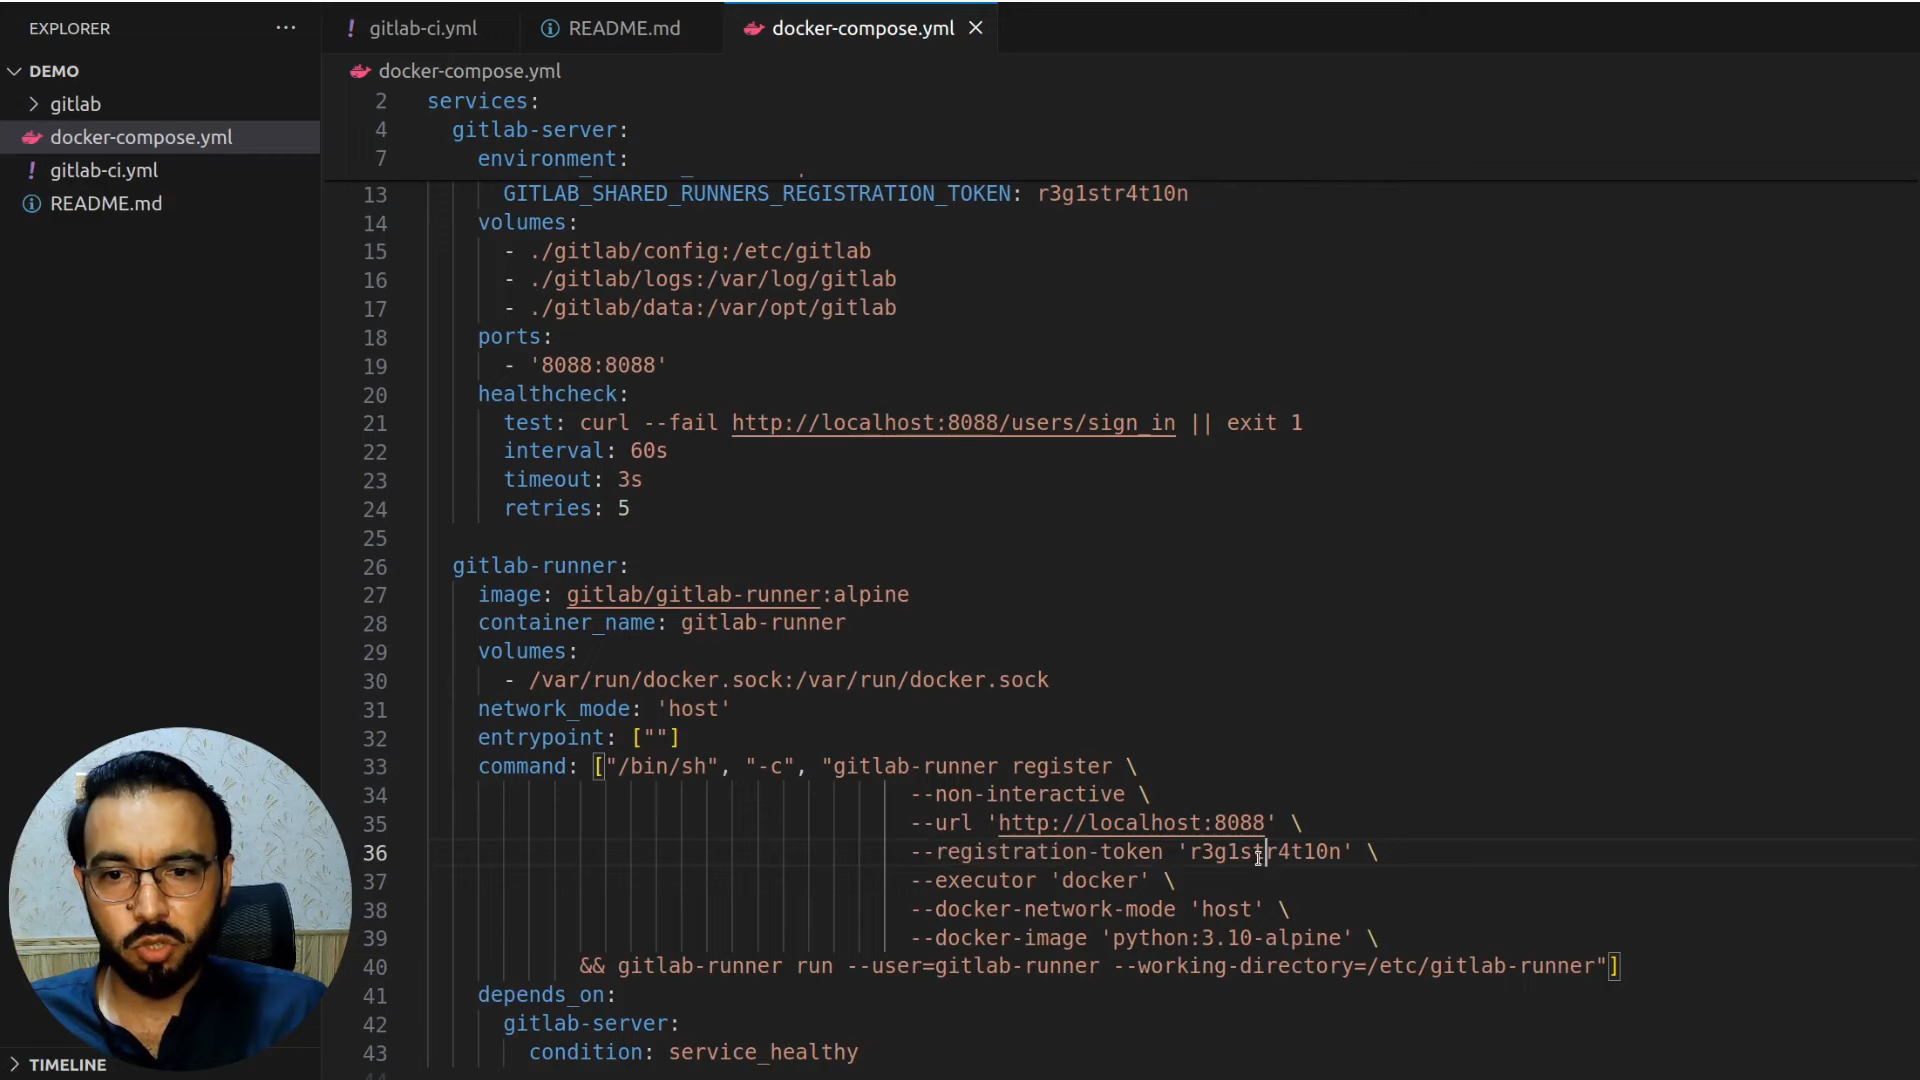 EXPLORER ...
gitlab-ci.yml README.md docker-compose.yml
DEMO
gitlab
docker-compose.yml
gitlab-ci.yml
README.md
TIMELINE
docker-compose.yml
2 services:
4 gitlab-server:
7 environment:
13 GITLAB_SHARED_RUNNERS_REGISTRATION_TOKEN: r3g1str4t10n
14 volumes:
15 - ./gitlab/config:/etc/gitlab
16 - ./gitlab/logs:/var/log/gitlab
17 - ./gitlab/data:/var/opt/gitlab
18 ports:
19 - '8088:8088'
20 healthcheck:
21 test: curl --fail http://localhost:8088/users/sign_in || exit 1
22 interval: 60s
23 timeout: 3s
24 retries: 5
25
26 gitlab-runner:
27 image: gitlab/gitlab-runner:alpine
28 container_name: gitlab-runner
29 volumes:
30 - /var/run/docker.sock:/var/run/docker.sock
31 network_mode: 'host'
32 entrypoint: [""]
33 command: ["/bin/sh", "-c", "gitlab-runner register \
34 --non-interactive \
35 --url 'http://localhost:8088' \
36 --registration-token 'r3g1str4t10n' \
37 --executor 'docker' \
38 --docker-network-mode 'host' \
39 --docker-image 'python:3.10-alpine' \
40 && gitlab-runner run --user=gitlab-runner --working-directory=/etc/gitlab-runner"]
41 depends_on:
42 gitlab-server:
43 condition: service_healthy